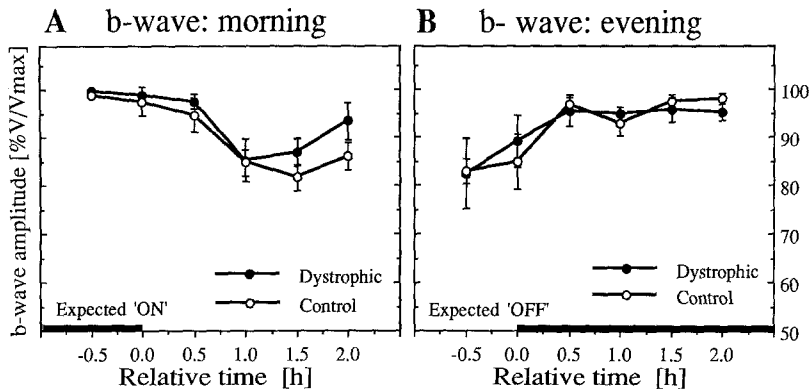 A b-wave: morning
B b- wave: evening
b-wave amplitude [%V/Vmax]
Dystrophic
Control
Expected 'ON'
-0.5 0.0 0.5 1.0 1.5 2.0
Relative time [h]
Dystrophic
Control
Expected 'OFF'
100
90
80
70
60
50
-0.5 0.0 0.5 1.0 1.5 2.0
Relative time [h]